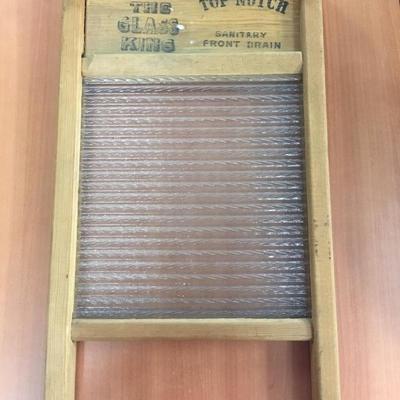 THE
GLASS
KING
TOP NOTCH
SANITARY
FRONT DRAIN